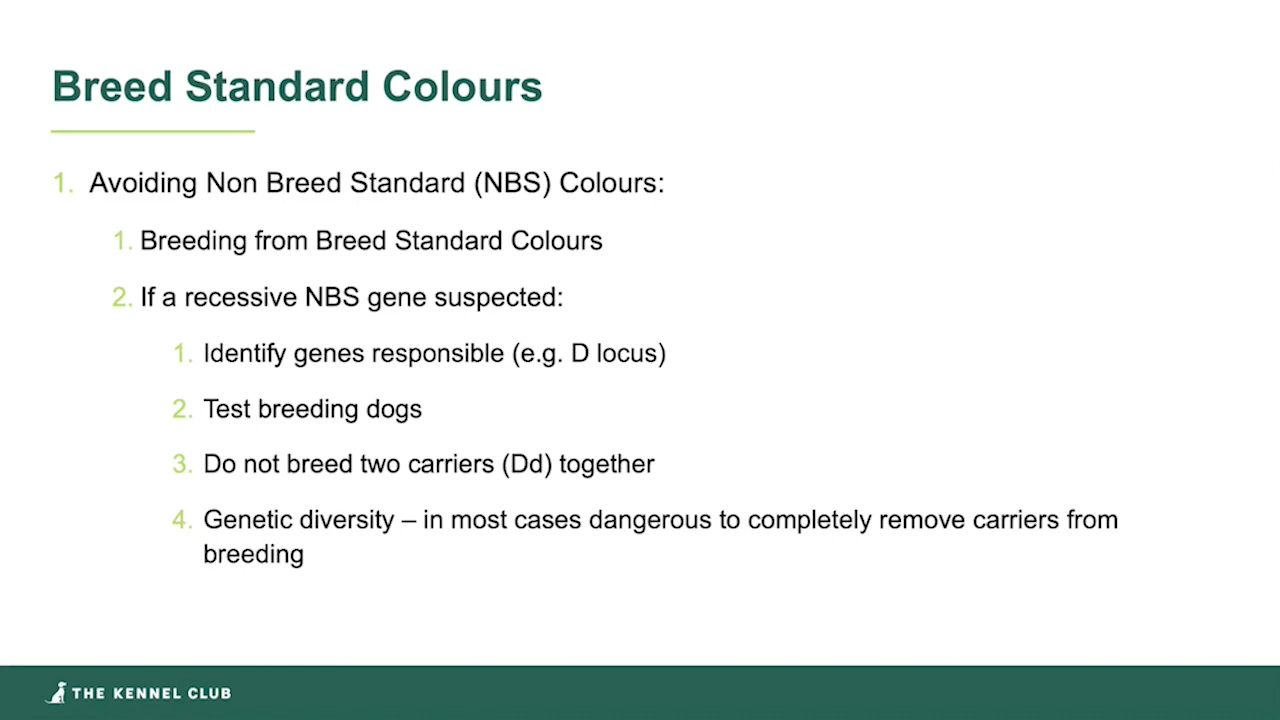 Breed Standard Colours
1. Avoiding Non Breed Standard (NBS) Colours:
1. Breeding from Breed Standard Colours
2. If a recessive NBS gene suspected:
1. Identify genes responsible (e.g. D locus)
2. Test breeding dogs
3. Do not breed two carriers (Dd) together
4. Genetic diversity – in most cases dangerous to completely remove carriers from
breeding
THE KENNEL CLUB